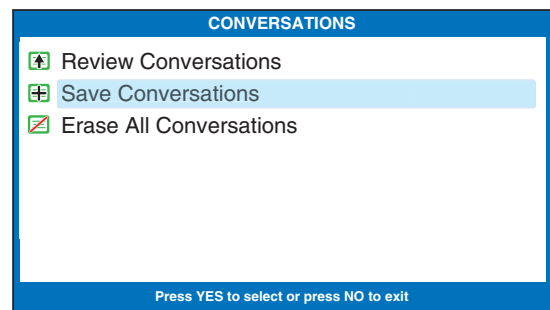 CONVERSATIONS
Review Conversations
Save Conversations
Erase All Conversations
Press YES to select or press NO to exit